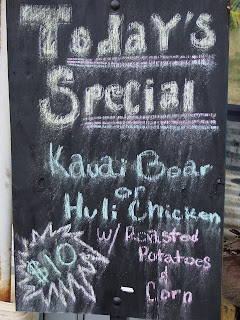 Today's
Special
Kauai Boar
or
Huli Chicken
w/ Roasted
Potatoes
&
Corn
$10